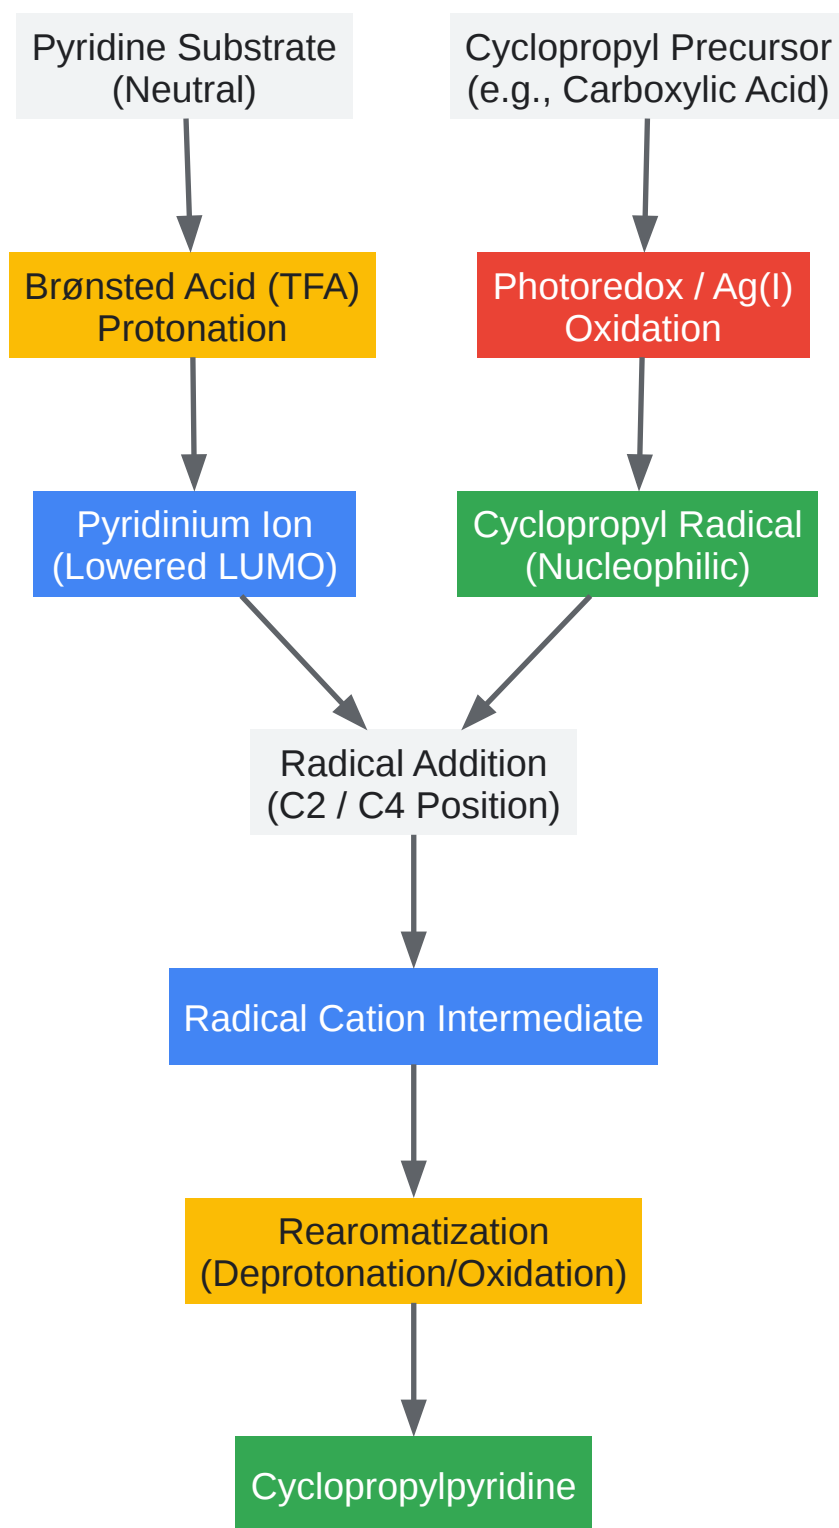 Pyridine Substrate
(Neutral)
Cyclopropyl Precursor
(e.g., Carboxylic Acid)
Brønsted Acid (TFA)
Protonation
Photoredox / Ag(I)
Oxidation
Pyridinium Ion
(Lowered LUMO)
Cyclopropyl Radical
(Nucleophilic)
Radical Addition
(C2 / C4 Position)
Radical Cation Intermediate
Rearomatization
(Deprotonation/Oxidation)
Cyclopropylpyridine